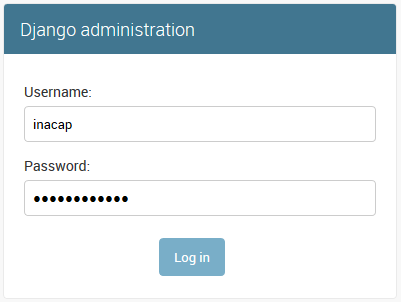 Django administration
Username:
inacap
Password:
••••••••••••
Log in